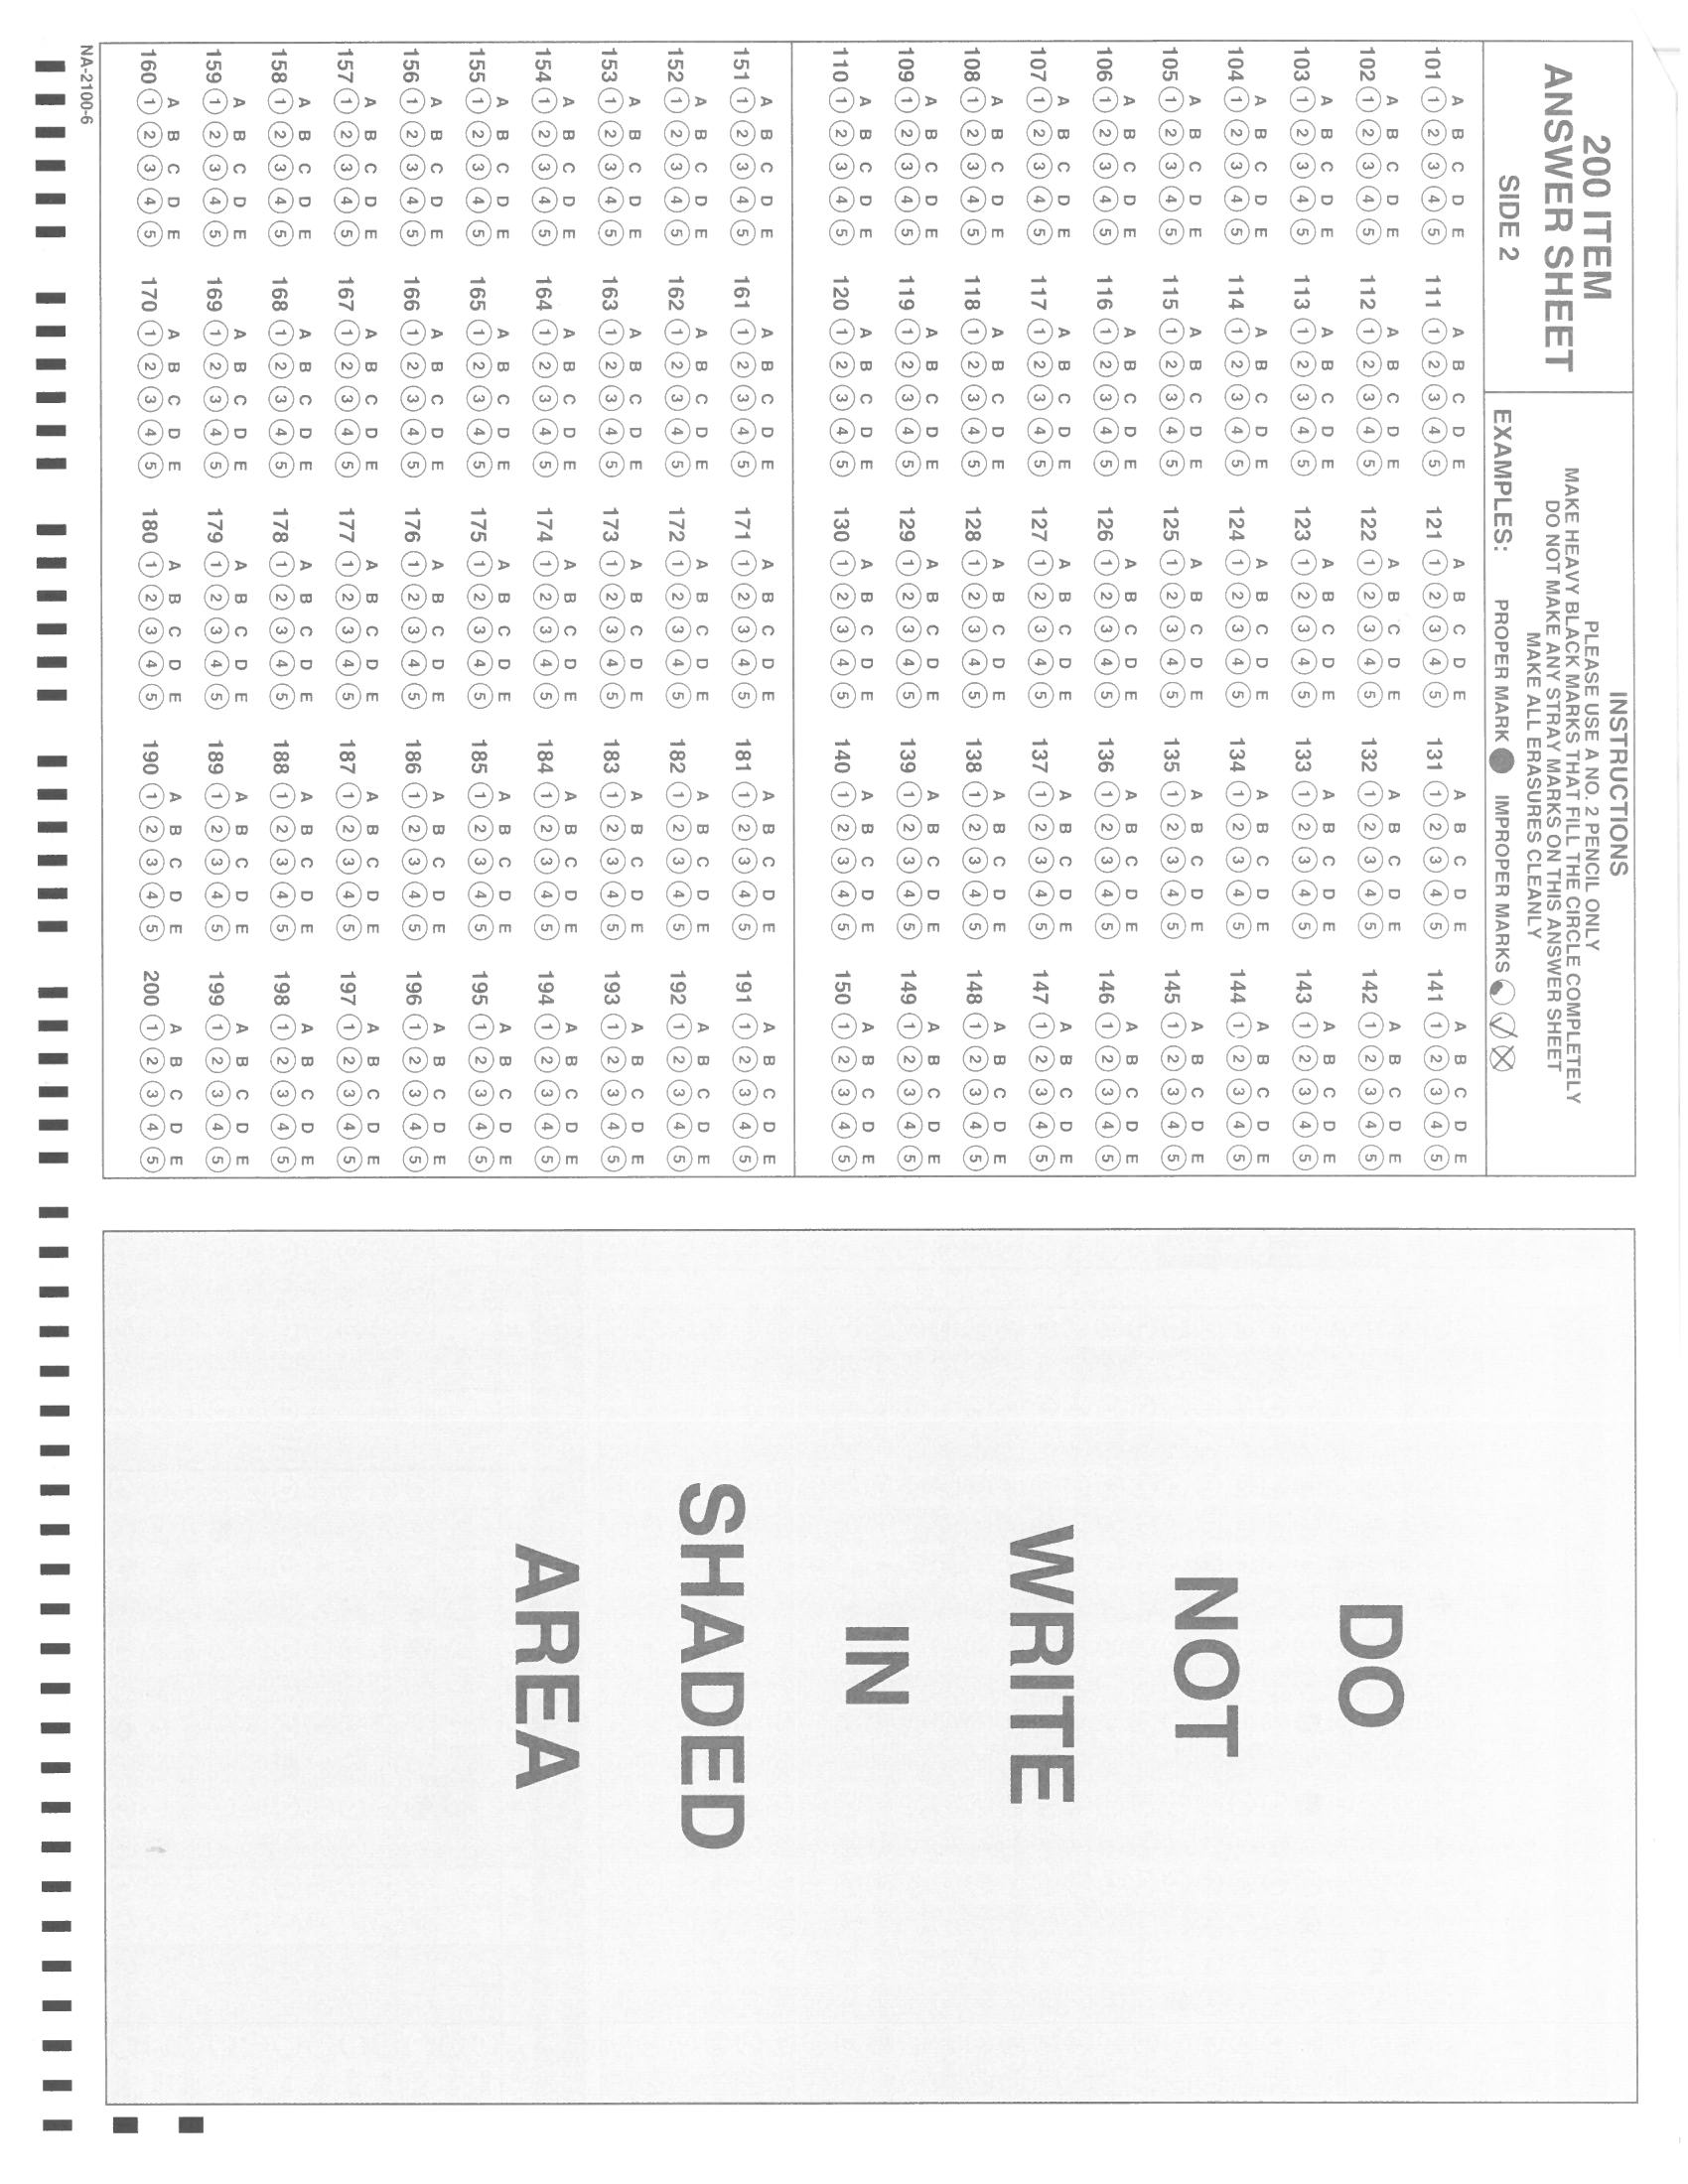 200 ITEM
ANSWER SHEET
SIDE 2
INSTRUCTIONS
PLEASE USE A NO. 2 PENCIL ONLY
MAKE HEAVY BLACK MARKS THAT FILL THE CIRCLE COMPLETELY
DO NOT MAKE ANY STRAY MARKS ON THIS ANSWER SHEET
MAKE ALL ERASURES CLEANLY
EXAMPLES: PROPER MARK IMPROPER MARKS
A B C D E A B C D E A B C D E A B C D E A B C D E
101 1 2 3 4 5 111 1 2 3 4 5 121 1 2 3 4 5 131 1 2 3 4 5 141 1 2 3 4 5
A B C D E A B C D E A B C D E A B C D E A B C D E
102 1 2 3 4 5 112 1 2 3 4 5 122 1 2 3 4 5 132 1 2 3 4 5 142 1 2 3 4 5
A B C D E A B C D E A B C D E A B C D E A B C D E
103 1 2 3 4 5 113 1 2 3 4 5 123 1 2 3 4 5 133 1 2 3 4 5 143 1 2 3 4 5
A B C D E A B C D E A B C D E A B C D E A B C D E
104 1 2 3 4 5 114 1 2 3 4 5 124 1 2 3 4 5 134 1 2 3 4 5 144 1 2 3 4 5
A B C D E A B C D E A B C D E A B C D E A B C D E
105 1 2 3 4 5 115 1 2 3 4 5 125 1 2 3 4 5 135 1 2 3 4 5 145 1 2 3 4 5
A B C D E A B C D E A B C D E A B C D E A B C D E
106 1 2 3 4 5 116 1 2 3 4 5 126 1 2 3 4 5 136 1 2 3 4 5 146 1 2 3 4 5
A B C D E A B C D E A B C D E A B C D E A B C D E
107 1 2 3 4 5 117 1 2 3 4 5 127 1 2 3 4 5 137 1 2 3 4 5 147 1 2 3 4 5
A B C D E A B C D E A B C D E A B C D E A B C D E
108 1 2 3 4 5 118 1 2 3 4 5 128 1 2 3 4 5 138 1 2 3 4 5 148 1 2 3 4 5
A B C D E A B C D E A B C D E A B C D E A B C D E
109 1 2 3 4 5 119 1 2 3 4 5 129 1 2 3 4 5 139 1 2 3 4 5 149 1 2 3 4 5
A B C D E A B C D E A B C D E A B C D E A B C D E
110 1 2 3 4 5 120 1 2 3 4 5 130 1 2 3 4 5 140 1 2 3 4 5 150 1 2 3 4 5
A B C D E A B C D E A B C D E A B C D E A B C D E
151 1 2 3 4 5 161 1 2 3 4 5 171 1 2 3 4 5 181 1 2 3 4 5 191 1 2 3 4 5
A B C D E A B C D E A B C D E A B C D E A B C D E
152 1 2 3 4 5 162 1 2 3 4 5 172 1 2 3 4 5 182 1 2 3 4 5 192 1 2 3 4 5
A B C D E A B C D E A B C D E A B C D E A B C D E
153 1 2 3 4 5 163 1 2 3 4 5 173 1 2 3 4 5 183 1 2 3 4 5 193 1 2 3 4 5
A B C D E A B C D E A B C D E A B C D E A B C D E
154 1 2 3 4 5 164 1 2 3 4 5 174 1 2 3 4 5 184 1 2 3 4 5 194 1 2 3 4 5
A B C D E A B C D E A B C D E A B C D E A B C D E
155 1 2 3 4 5 165 1 2 3 4 5 175 1 2 3 4 5 185 1 2 3 4 5 195 1 2 3 4 5
A B C D E A B C D E A B C D E A B C D E A B C D E
156 1 2 3 4 5 166 1 2 3 4 5 176 1 2 3 4 5 186 1 2 3 4 5 196 1 2 3 4 5
A B C D E A B C D E A B C D E A B C D E A B C D E
157 1 2 3 4 5 167 1 2 3 4 5 177 1 2 3 4 5 187 1 2 3 4 5 197 1 2 3 4 5
A B C D E A B C D E A B C D E A B C D E A B C D E
158 1 2 3 4 5 168 1 2 3 4 5 178 1 2 3 4 5 188 1 2 3 4 5 198 1 2 3 4 5
A B C D E A B C D E A B C D E A B C D E A B C D E
159 1 2 3 4 5 169 1 2 3 4 5 179 1 2 3 4 5 189 1 2 3 4 5 199 1 2 3 4 5
A B C D E A B C D E A B C D E A B C D E A B C D E
160 1 2 3 4 5 170 1 2 3 4 5 180 1 2 3 4 5 190 1 2 3 4 5 200 1 2 3 4 5
NA-2100-6
DO
NOT
WRITE
IN
SHADED
AREA